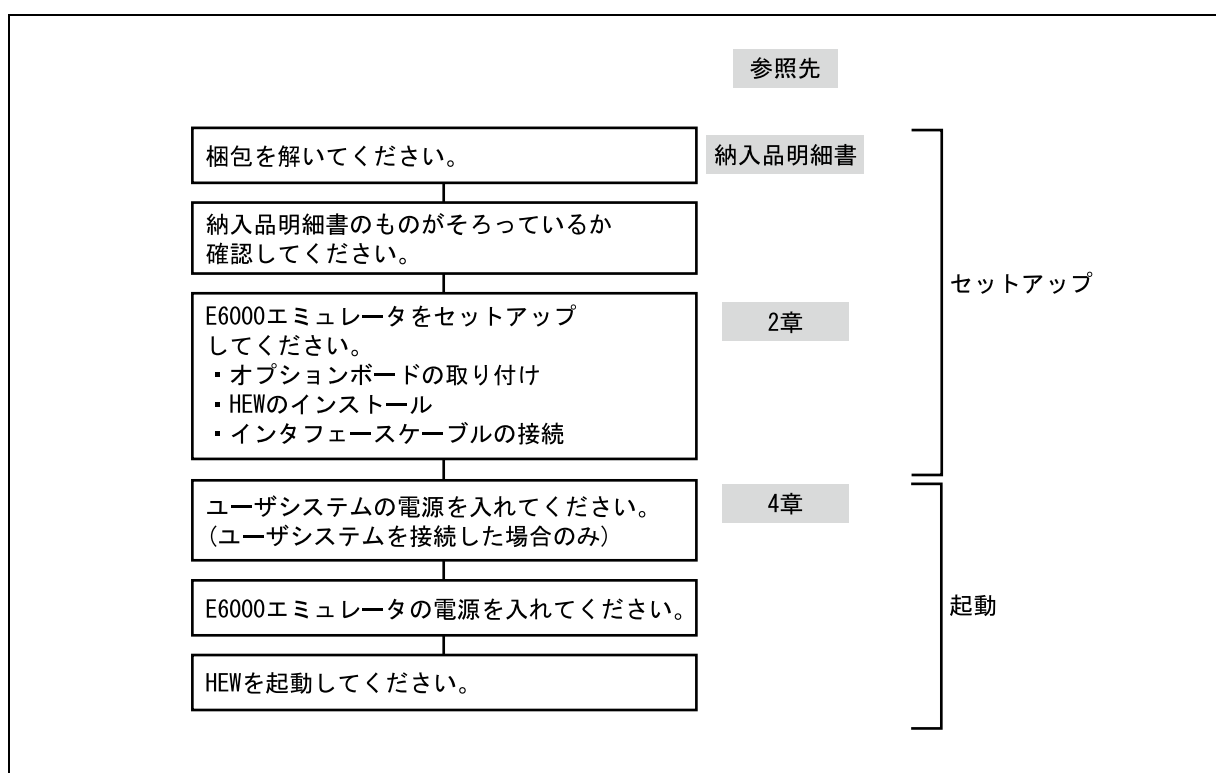 参照先
梱包を解いてください。
納入品明細書
納入品明細書のものがそろっているか
確認してください。
セットアップ
E6000エミュレータをセットアップ
してください。
・オプションボードの取り付け
・HEWのインストール
・インタフェースケーブルの接続
2章
ユーザシステムの電源を入れてください。
(ユーザシステムを接続した場合のみ)
4章
E6000エミュレータの電源を入れてください。
起動
HEWを起動してください。